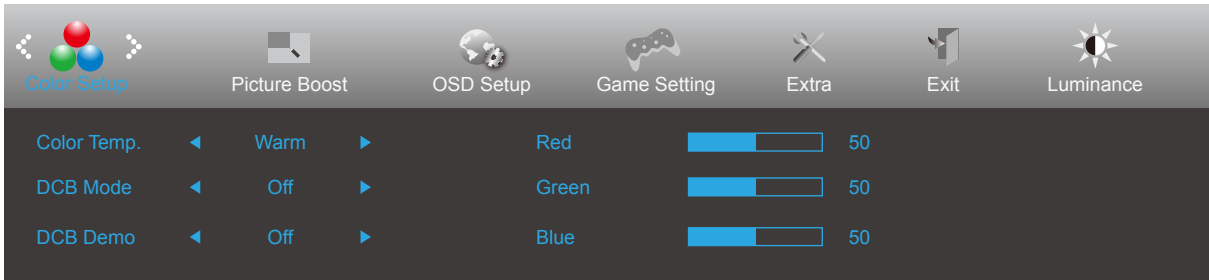 Color Setup Picture Boost OSD Setup Game Setting Extra Exit Luminance
Color Temp. Warm Red 50
DCB Mode Off Green 50
DCB Demo Off Blue 50